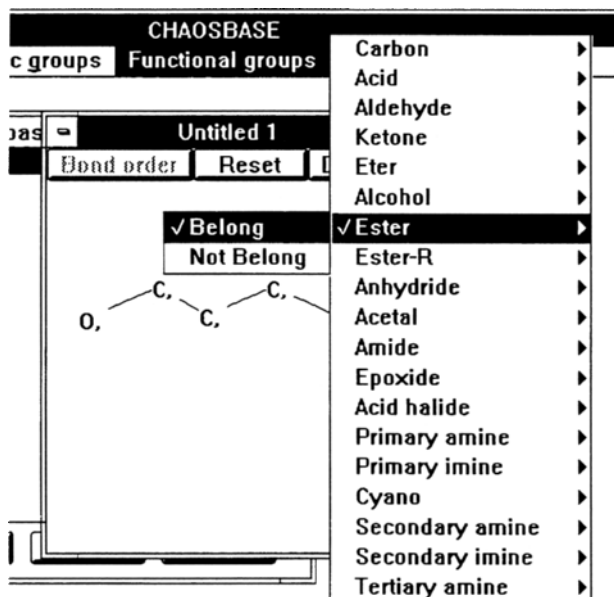 CHAOSBASE
c groups Functional groups
Untitled 1
Bond order Reset
✓Belong
Not Belong
C, C,
O, C,
Carbon
Acid
Aldehyde
Ketone
Eter
Alcohol
✓Ester
Ester-R
Anhydride
Acetal
Amide
Epoxide
Acid halide
Primary amine
Primary imine
Cyano
Secondary amine
Secondary imine
Tertiary amine